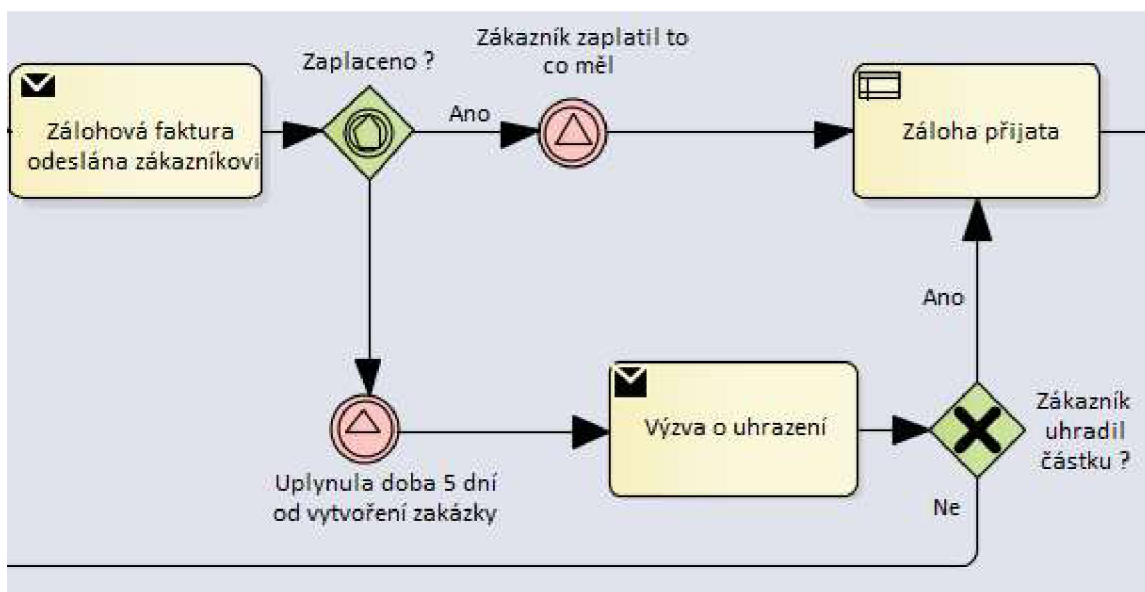 Zákazník zaplatil to
co měl
Zaplaceno ?
Ano
Zálohová faktura
odeslána zákazníkovi
Záloha přijata
Ano
Výzva o uhrazení
Zákazník
uhradil
částku ?
Uplynula doba 5 dní
od vytvoření zakázky
Ne